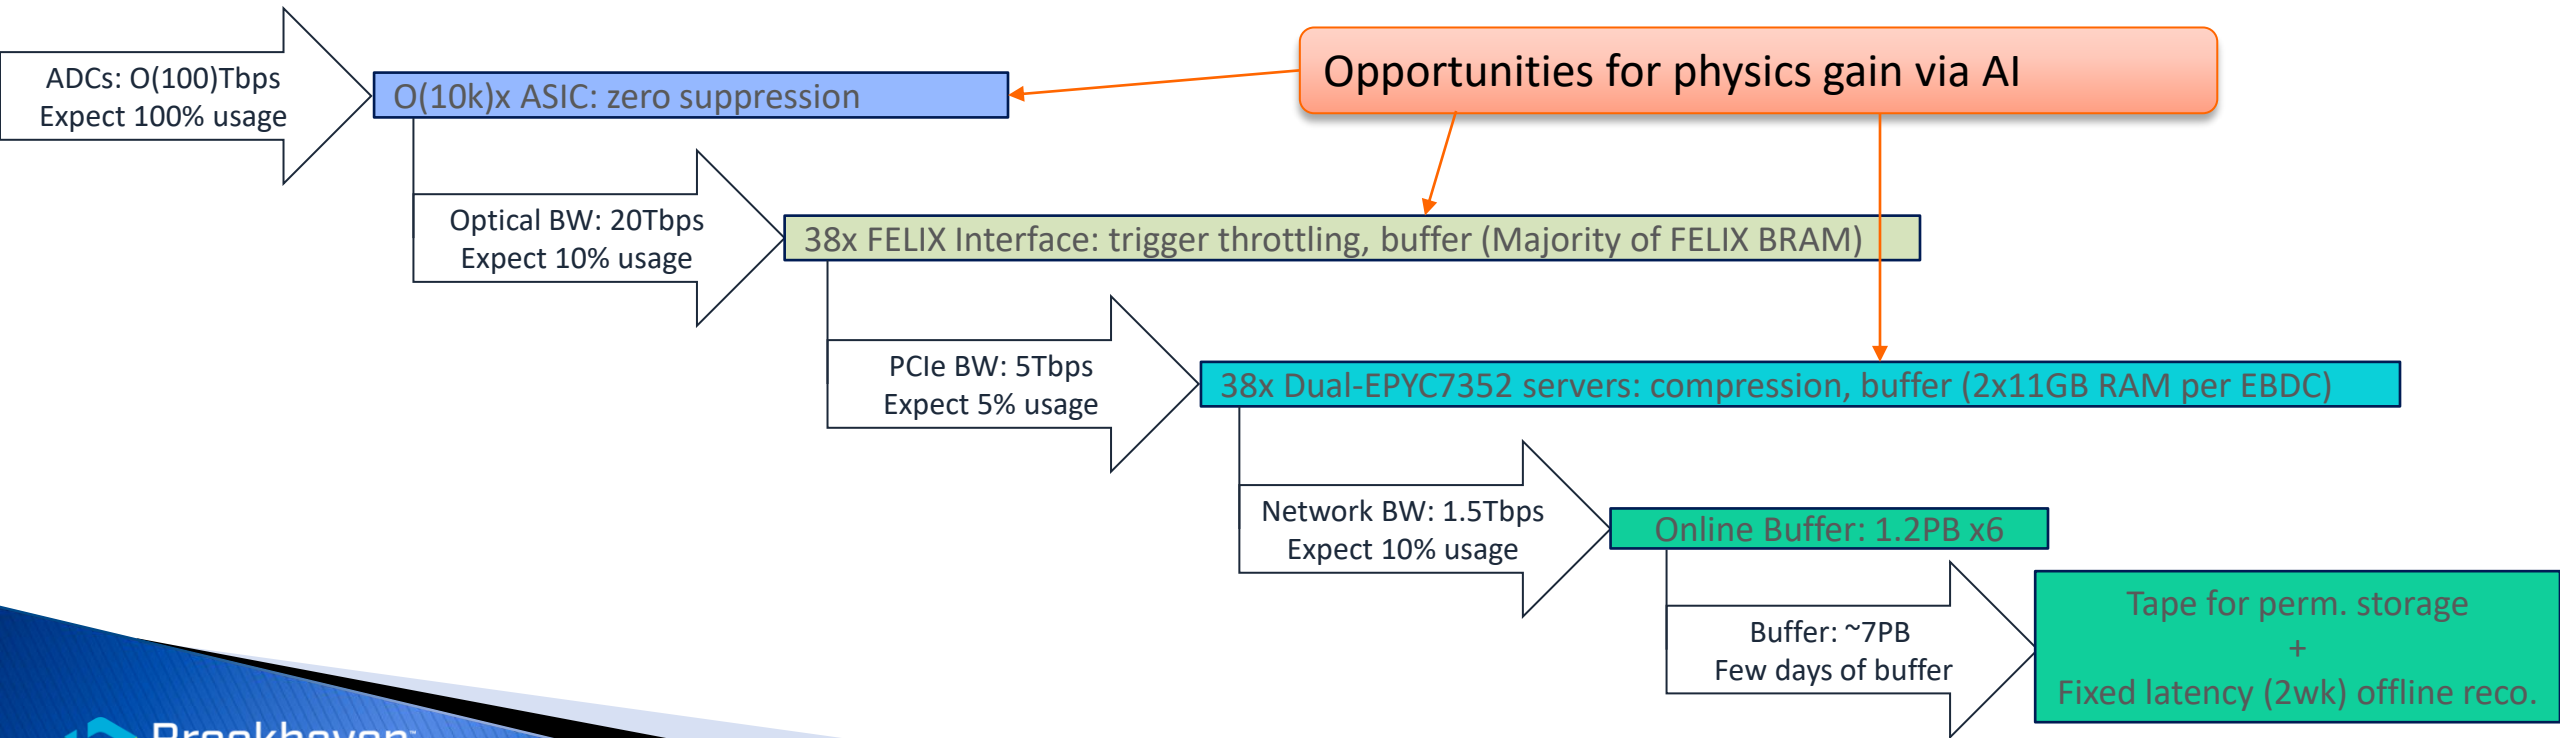 ADCs: O(100)Tbps
Expect 100% usage
O(10k)x ASIC: zero suppression
Opportunities for physics gain via AI
Optical BW: 20Tbps
Expect 10% usage
38x FELIX Interface: trigger throttling, buffer (Majority of FELIX BRAM)
PCIe BW: 5Tbps
Expect 5% usage
38x Dual-EPYC7352 servers: compression, buffer (2x11GB RAM per EBDC)
Network BW: 1.5Tbps
Expect 10% usage
Online Buffer: 1.2PB x6
Buffer: ~7PB
Few days of buffer
Tape for perm. storage
+
Fixed latency (2wk) offline reco.
Brookhaven™